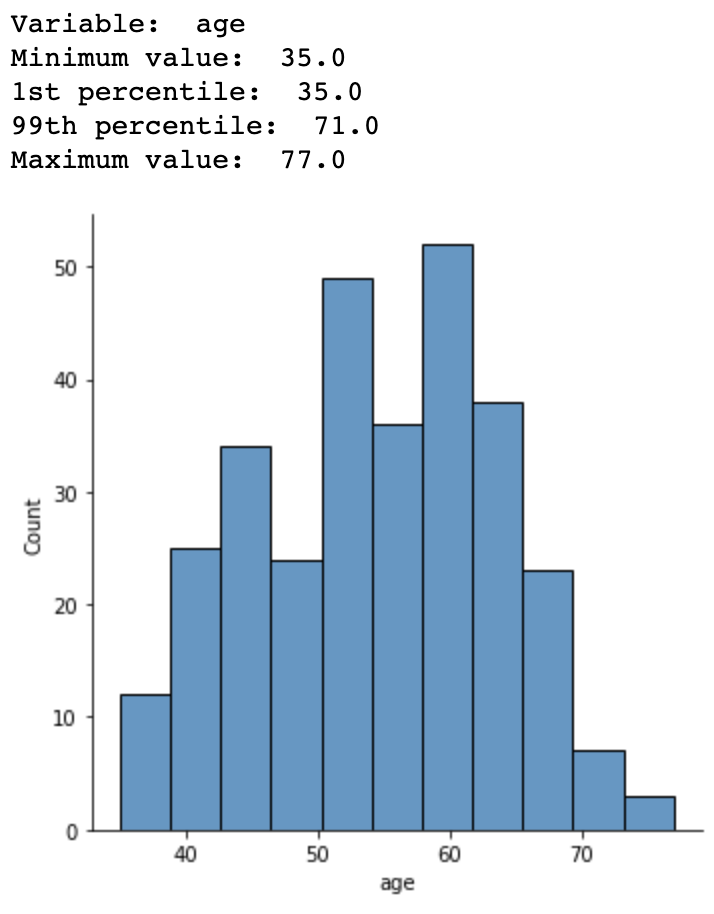 Variable:  age
Minimum value:  35.0
1st percentile:  35.0
99th percentile:  71.0
Maximum value:  77.0
50
40
30
20
10
0
Count
40 50 60 70
age